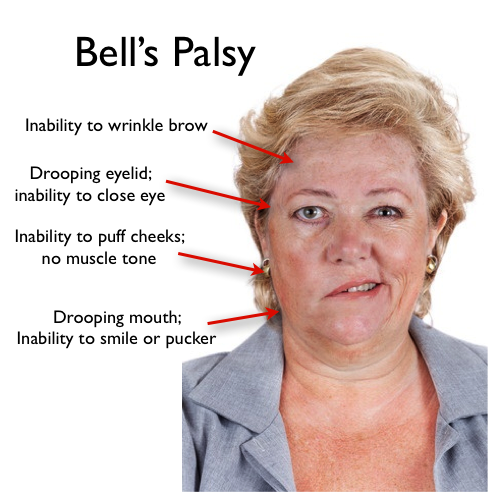 Bell's Palsy
Inability to wrinkle brow
Drooping eyelid;
inability to close eye
Inability to puff cheeks;
no muscle tone
Drooping mouth;
Inability to smile or pucker